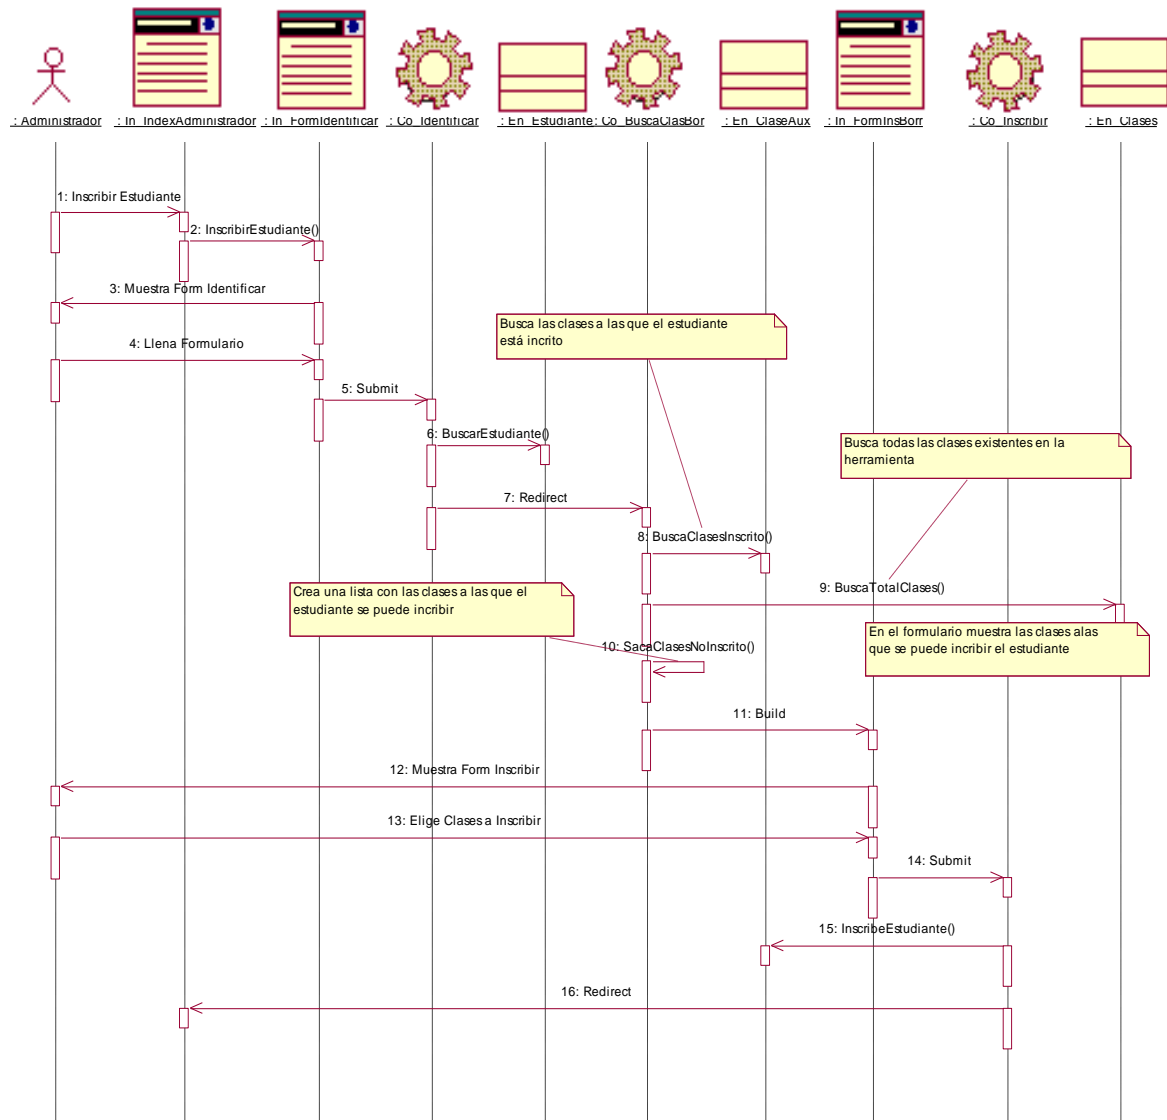 : Administrador
: In_IndexAdministrador
: In_FormIdentificar
: Co_Identificar
: En_Estudiante
: Co_BuscaClasBor
: En_ClaseAux
: In_FormInsBorr
: Co_Inscribir
: En_Clases
1: Inscribir Estudiante
2: InscribirEstudiante()
3: Muestra Form Identificar
Busca las clases a las que el estudiante
está incrito
4: Llena Formulario
5: Submit
6: BuscarEstudiante()
Busca todas las clases existentes en la
herramienta
7: Redirect
8: BuscaClasesInscrito()
Crea una lista con las clases a las que el
estudiante se puede incribir
9: BuscaTotalClases()
En el formulario muestra las clases alas
que se puede incribir el estudiante
10: SacaClasesNoInscrito()
11: Build
12: Muestra Form Inscribir
13: Elige Clases a Inscribir
14: Submit
15: InscribeEstudiante()
16: Redirect